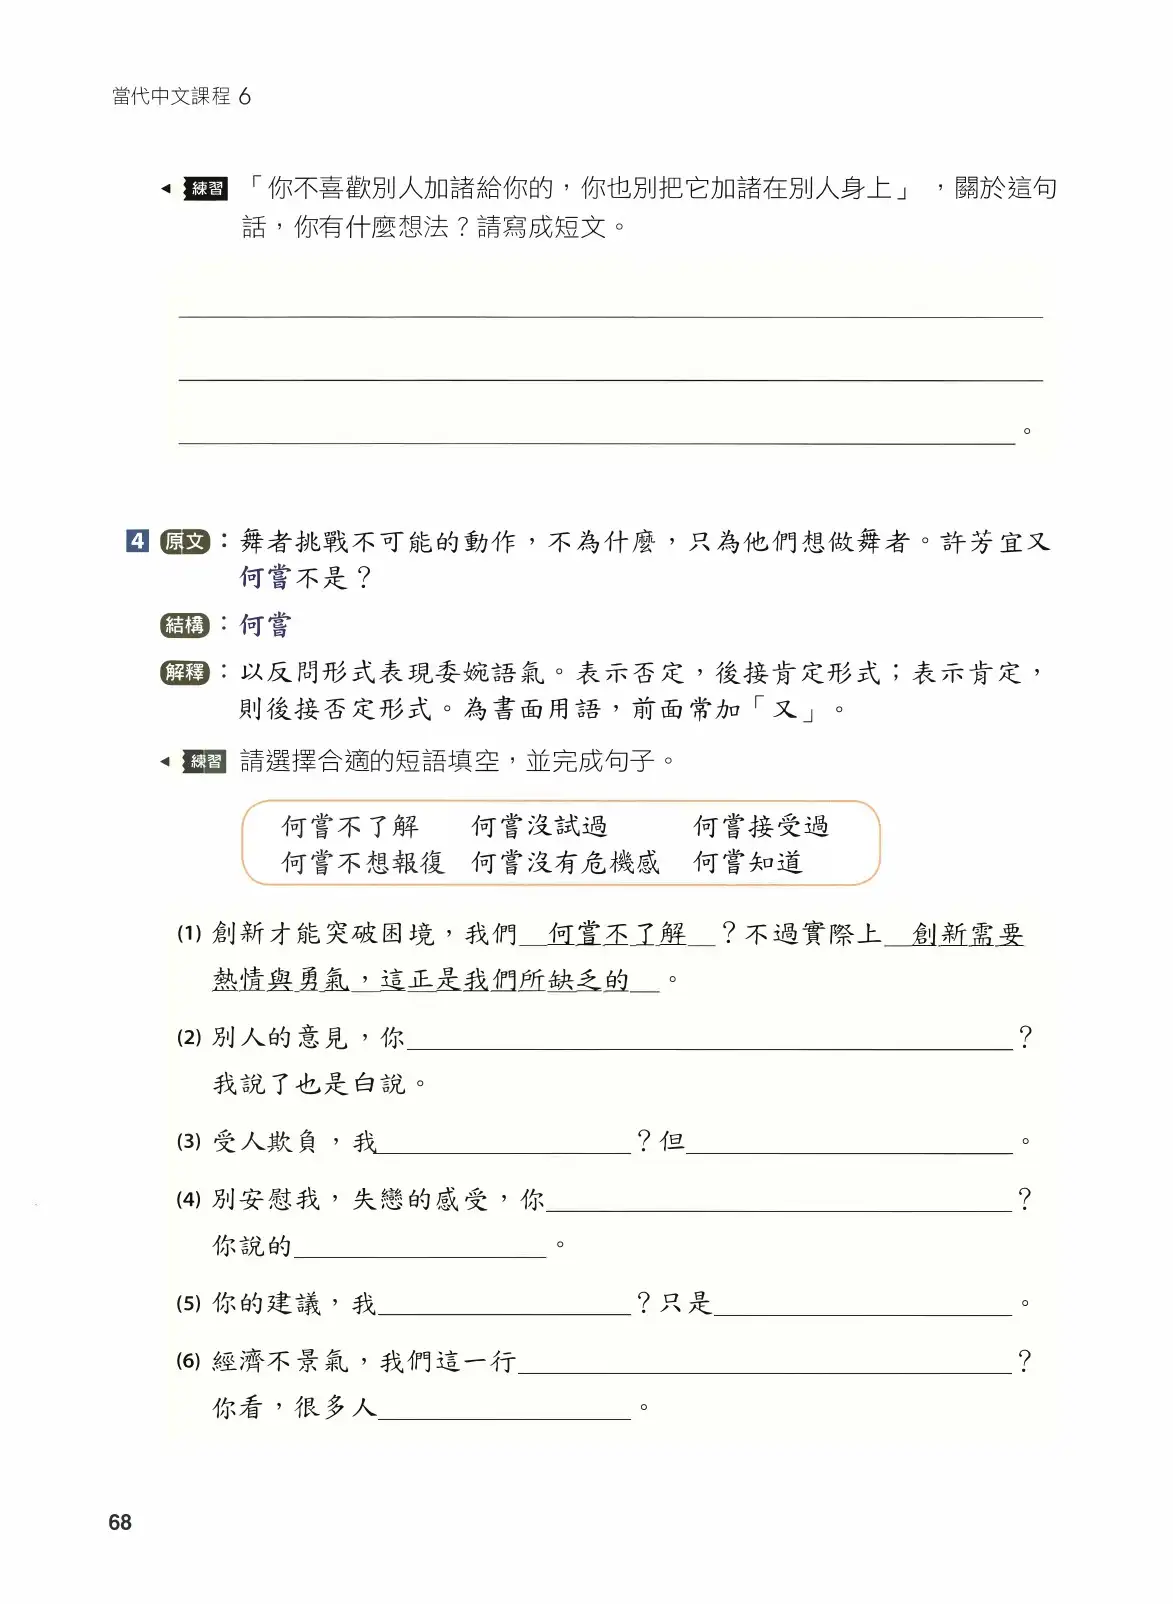 當代中文課程 6
練習 「你不喜歡別人加諸給你的，你也別把它加諸在別人身上」，關於這句
話，你有什麼想法？請寫成短文。
。
4 原文：舞者挑戰不可能的動作，不為什麼，只為他們想做舞者。許芳宜又
何嘗不是？
結構：何嘗
解釋：以反問形式表現委婉語氣。表示否定，後接肯定形式；表示肯定，
則後接否定形式。為書面用語，前面常加「又」。
練習 請選擇合適的短語填空，並完成句子。
何嘗不了解 何嘗沒試過 何嘗接受過
何嘗不想報復 何嘗沒有危機感 何嘗知道
(1) 創新才能突破困境，我們 何嘗不了解 ？不過實際上 創新需要
熱情與勇氣，這正是我們所缺乏的 。
(2) 別人的意見，你？
我說了也是白說。
(3) 受人欺負，我？但。
(4) 別安慰我，失戀的感受，你？
你說的。
(5) 你的建議，我？只是。
(6) 經濟不景氣，我們這一行？
你看，很多人。
68